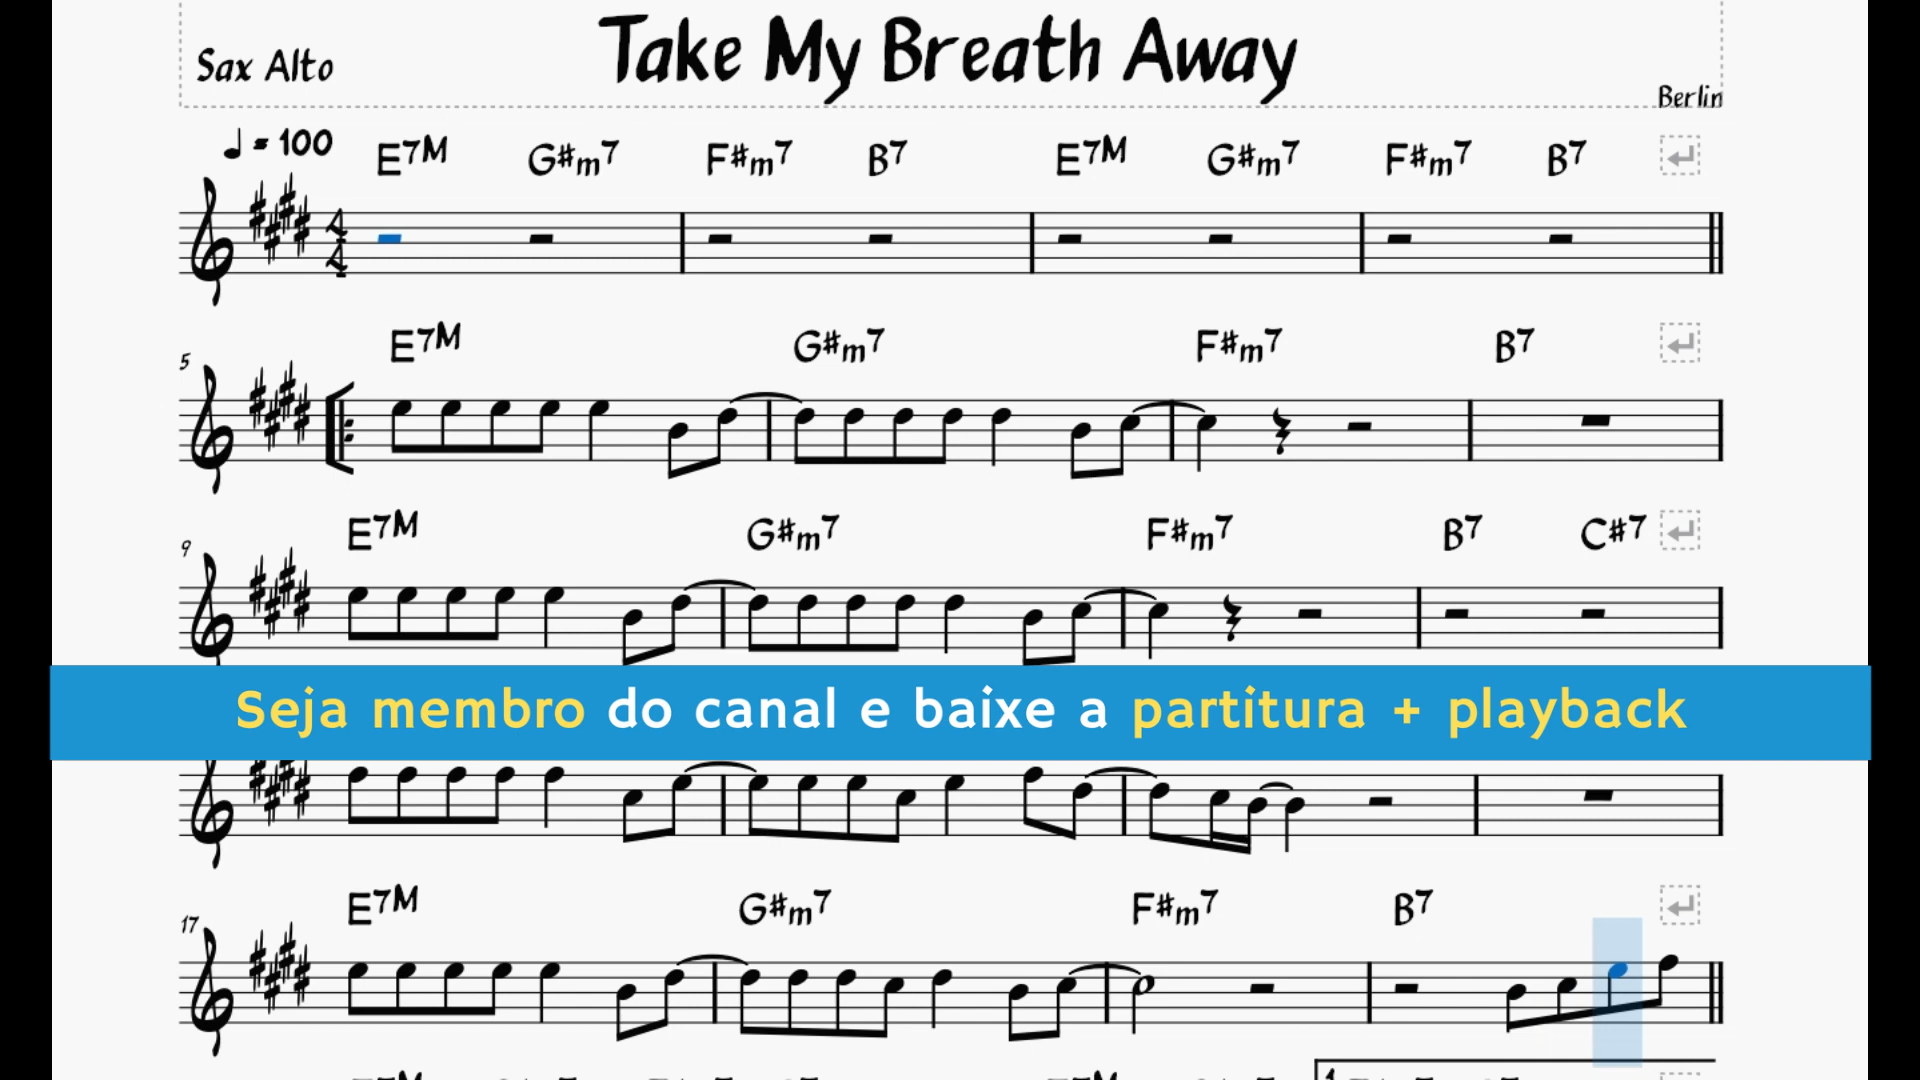 Take My Breath Away
Sax Alto
Berlin
♩ = 100
E7M G#m7 F#m7 B7 E7M G#m7 F#m7 B7
4
4
E7M G#m7 F#m7 B7
5
E7M G#m7 F#m7 B7 C#7
9
Seja membro do canal e baixe a partitura + playback
E7M G#m7 F#m7 B7
17